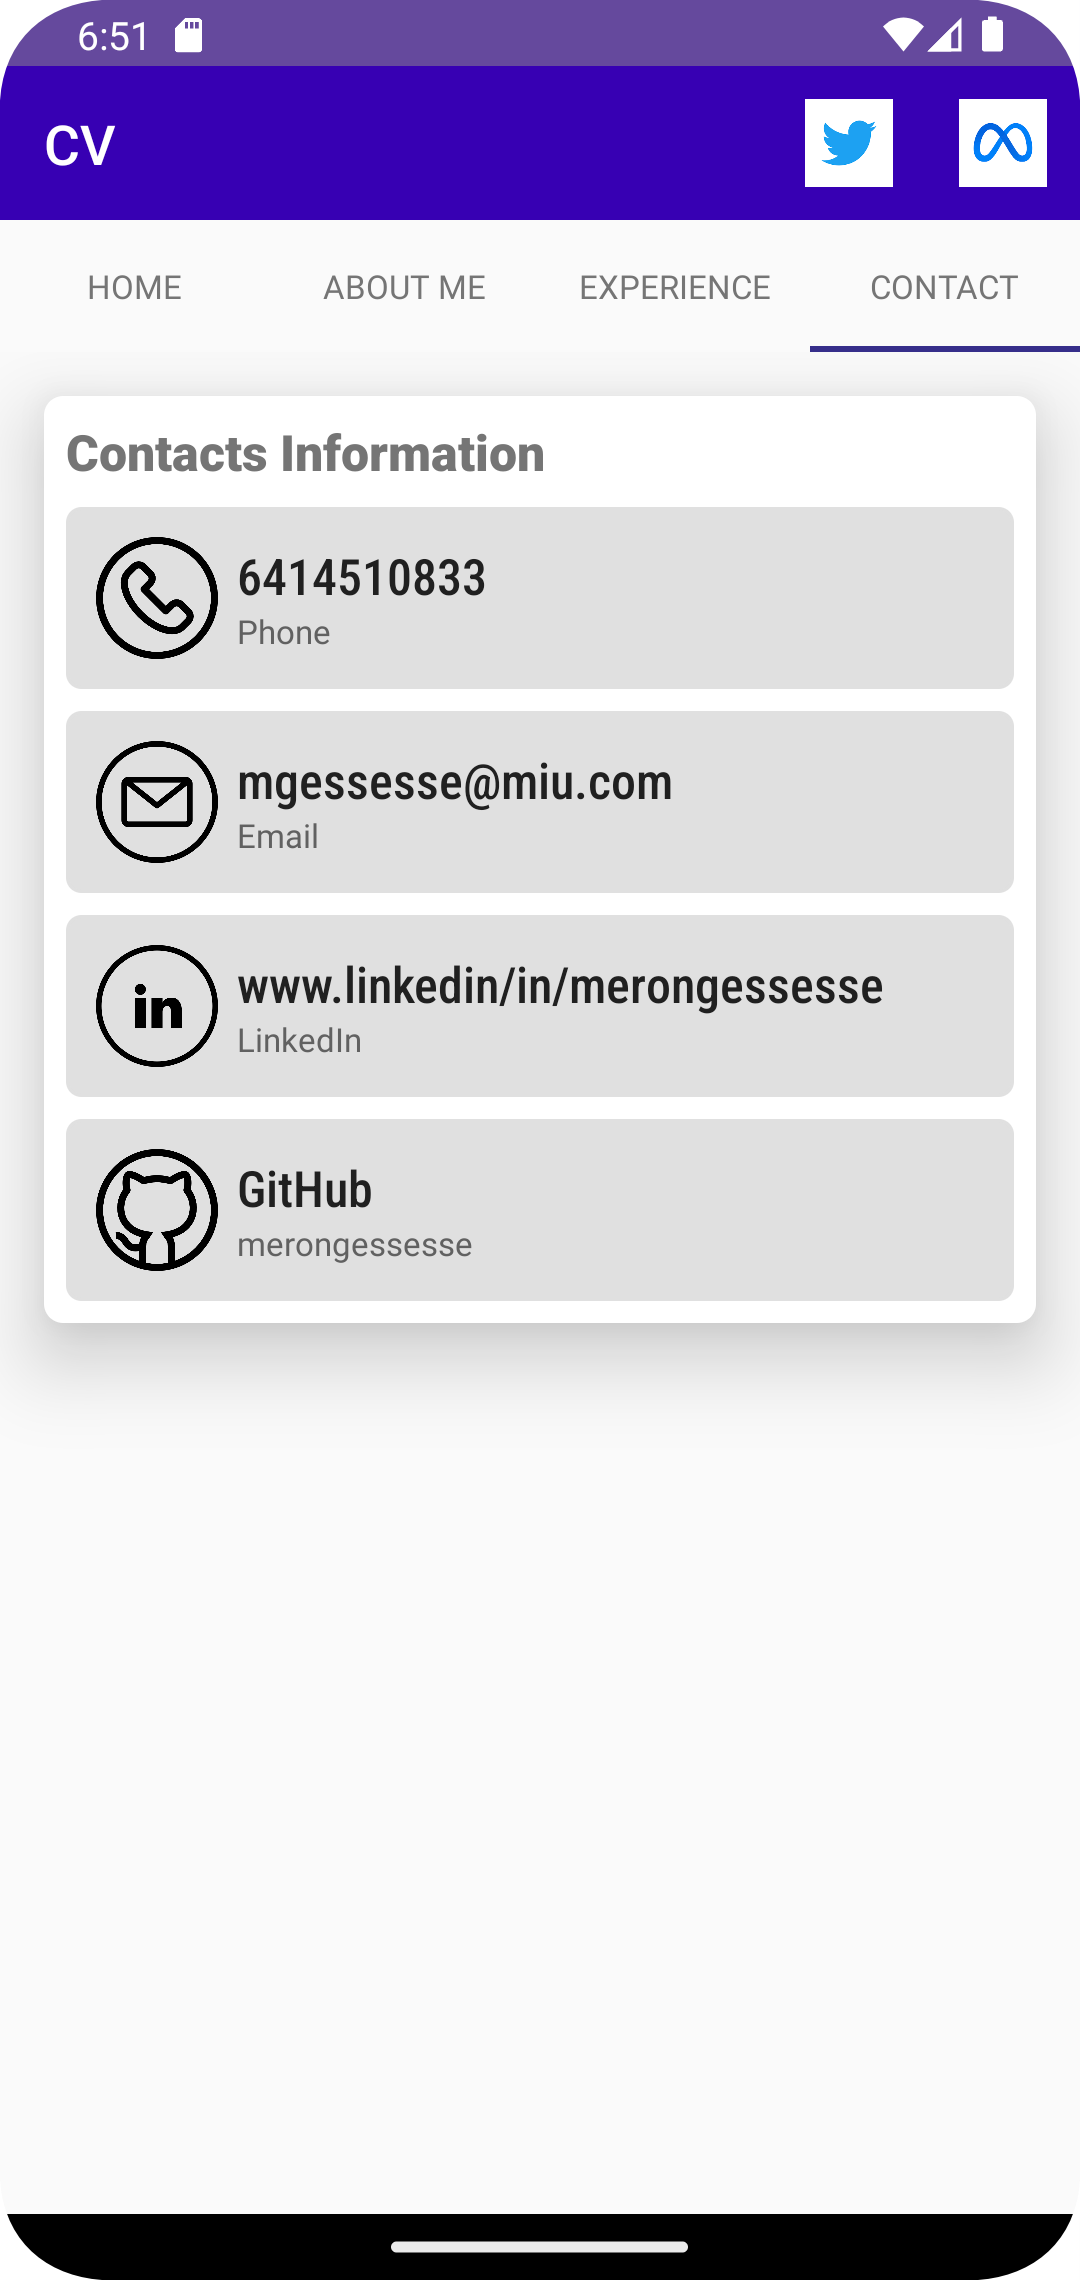 6:51
CV
HOME ABOUT ME EXPERIENCE CONTACT
Contacts Information
6414510833
Phone
mgessesse@miu.com
Email
in www.linkedin/in/merongessesse
LinkedIn
GitHub
merongessesse